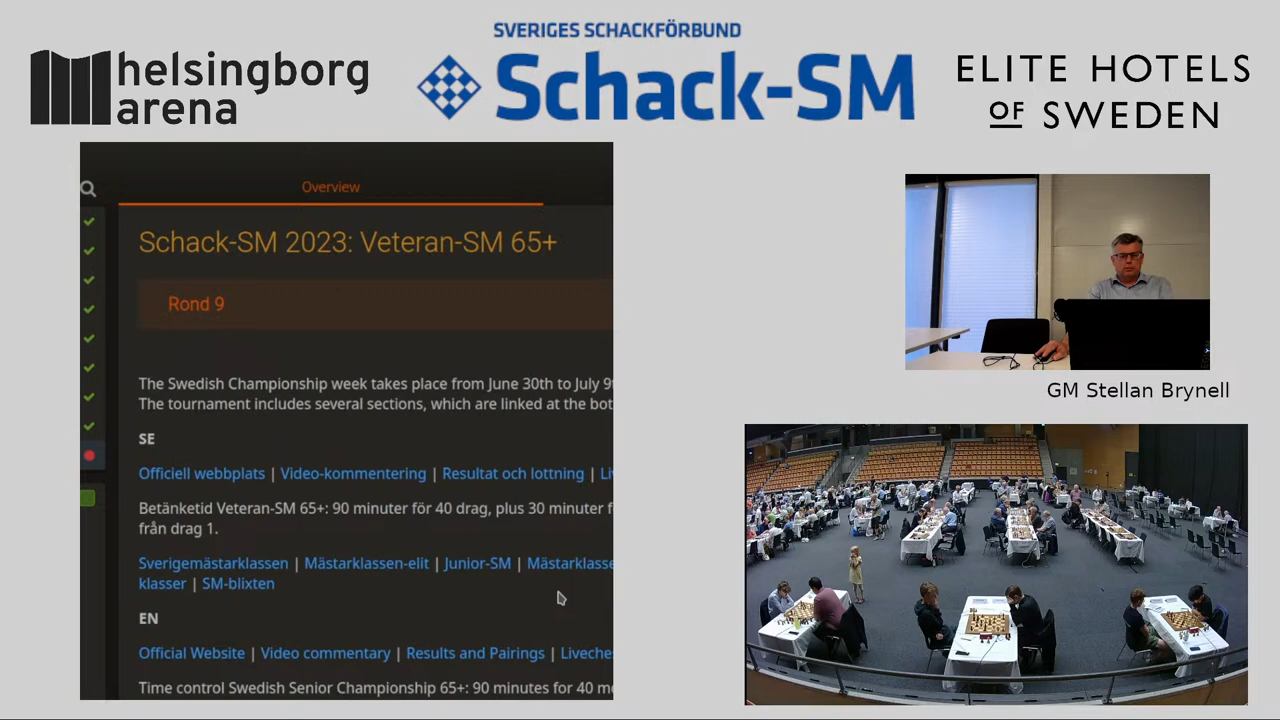 helsingborg
arena
SVERIGES SCHACKFÖRBUND
Schack-SM
ELITE HOTELS
OF SWEDEN
Overview
Schack-SM 2023: Veteran-SM 65+
Rond 9
The Swedish Championship week takes place from June 30th to July 9
The tournament includes several sections, which are linked at the bot
SE
Officiell webbplats | Video-kommentering | Resultat och lottning | Li
Betänketid Veteran-SM 65+: 90 minuter för 40 drag, plus 30 minuter f
från drag 1.
Sverigemästarklassen | Mästarklassen-elit | Junior-SM | Mästarklasse
klasser | SM-blixten
EN
Official Website | Video commentary | Results and Pairings | Liveches
Time control Swedish Senior Championship 65+: 90 minutes for 40 m
GM Stellan Brynell